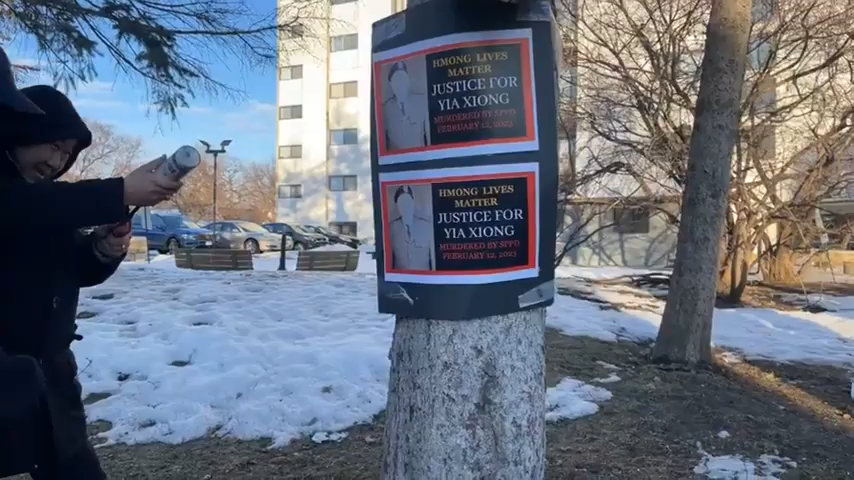 HMONG LIVES
MATTER
JUSTICE FOR
YIA XIONG
MURDERED BY SPPD
FEBRUARY 12, 2023
HMONG LIVES
MATTER
JUSTICE FOR
YIA XIONG
MURDERED BY SPPD
FEBRUARY 12, 2023